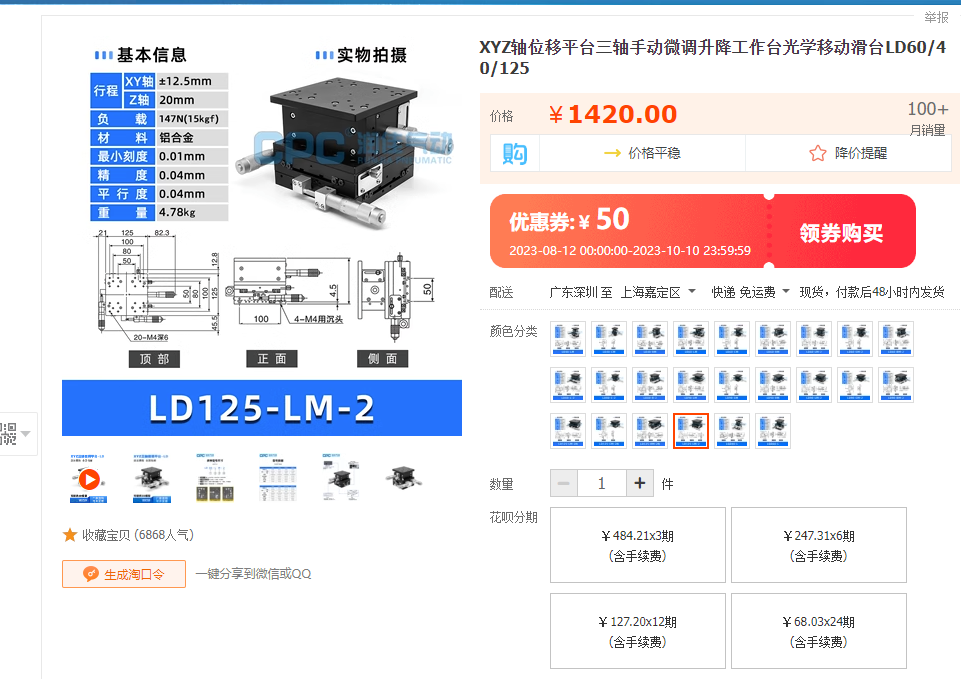 举报
基本信息
实物拍摄
行程 XY轴 ±12.5mm
Z轴 20mm
负载 147N(15kgf)
材料 铝合金
最小刻度 0.01mm
精度 0.04mm
平行度 0.04mm
重量 4.78kg
21 125 82.3
100
80
50
12.8
50
80
100
125
45.5
20-M4深6
4.5
100
4-M4用沉头
50
顶部
正面
侧面
LD125-LM-2
收藏宝贝 (6868人气)
生成淘口令
一键分享到微信或QQ
XYZ轴位移平台三轴手动微调升降工作台光学移动滑台LD60/4
0/125
价格
¥1420.00
100+
月销量
购
价格平稳
降价提醒
优惠券:¥50
2023-08-12 00:00:00-2023-10-10 23:59:59
领券购买
配送
广东深圳 至 上海嘉定区
快递 免运费
现货，付款后48小时内发货
颜色分类
数量
1
件
花呗分期
￥484.21x3期
(含手续费)
￥247.31x6期
(含手续费)
￥127.20x12期
(含手续费)
￥68.03x24期
(含手续费)